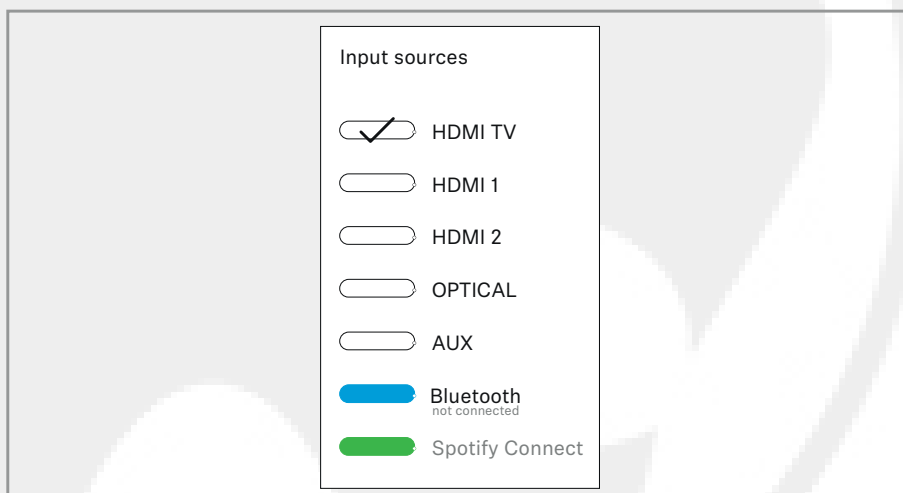 Input sources
HDMI TV
HDMI 1
HDMI 2
OPTICAL
AUX
Bluetooth
not connected
Spotify Connect